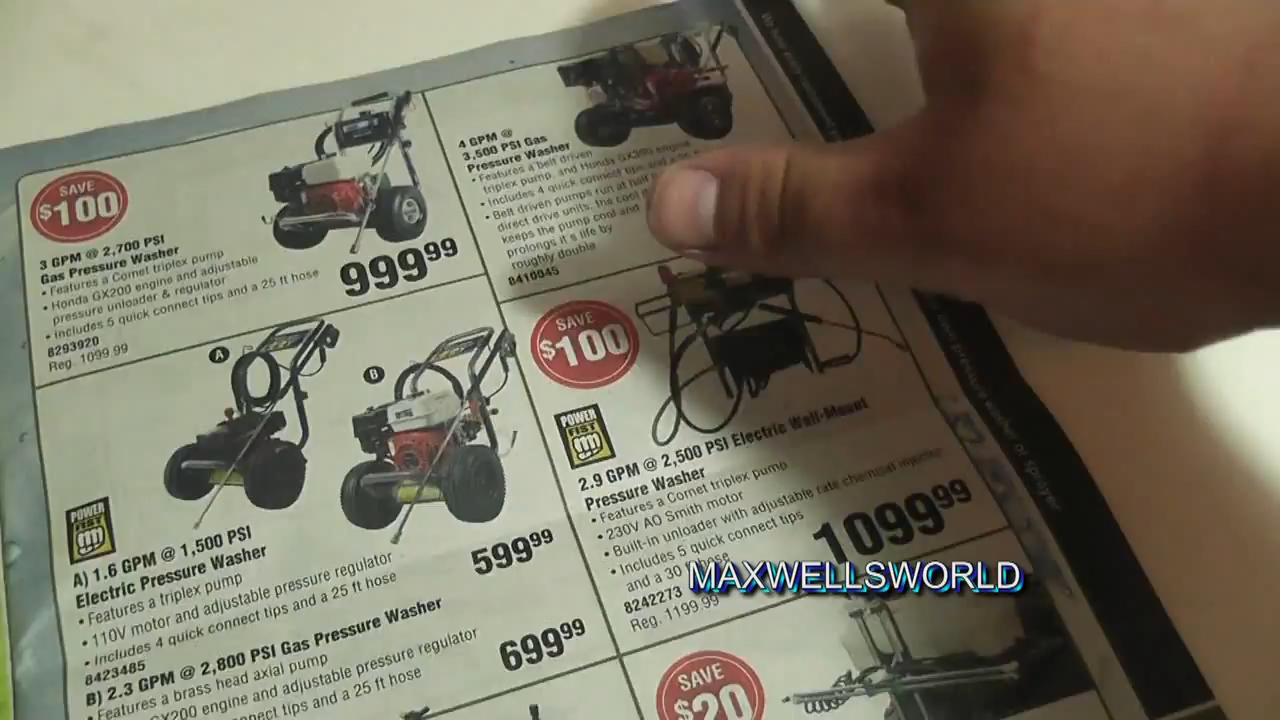 SAVE
$100
3 GPM @ 2,700 PSI
Gas Pressure Washer
• Features a Comet triplex pump
• Honda GX200 engine and adjustable
pressure unloader & regulator
• Includes 5 quick connect tips and a 25 ft hose
8293920
Reg. 1099.99
999.99
4 GPM @
3,500 PSI Gas
Pressure Washer
• Features a belt driven
triplex pump, and Honda GX390 engine
• Includes 4 quick connect tips and a
• Belt driven pumps run at half
direct drive units, the cool
keeps the pump cool and
prolongs it's life by
roughly double
8410045
A
B
POWER
FIST
A) 1.6 GPM @ 1,500 PSI
Electric Pressure Washer
• Features a triplex pump
• 110V motor and adjustable pressure regulator
• Includes 4 quick connect tips and a 25 ft hose
8423485
599.99
B) 2.3 GPM @ 2,800 PSI Gas Pressure Washer
• Features a brass head axial pump
GX200 engine and adjustable pressure regulator
connect tips and a 25 ft hose
699.99
SAVE
$100
POWER
FIST
2.9 GPM @ 2,500 PSI Electric Wall-Mount
Pressure Washer
• Features a Comet triplex pump
• 230V AO Smith motor
• Built-in unloader with adjustable rate chemical injector
• Includes 5 quick connect tips
and a 30
8242273
Reg. 1199.99
1099.99
MAXWELLSWORLD
SAVE
$20